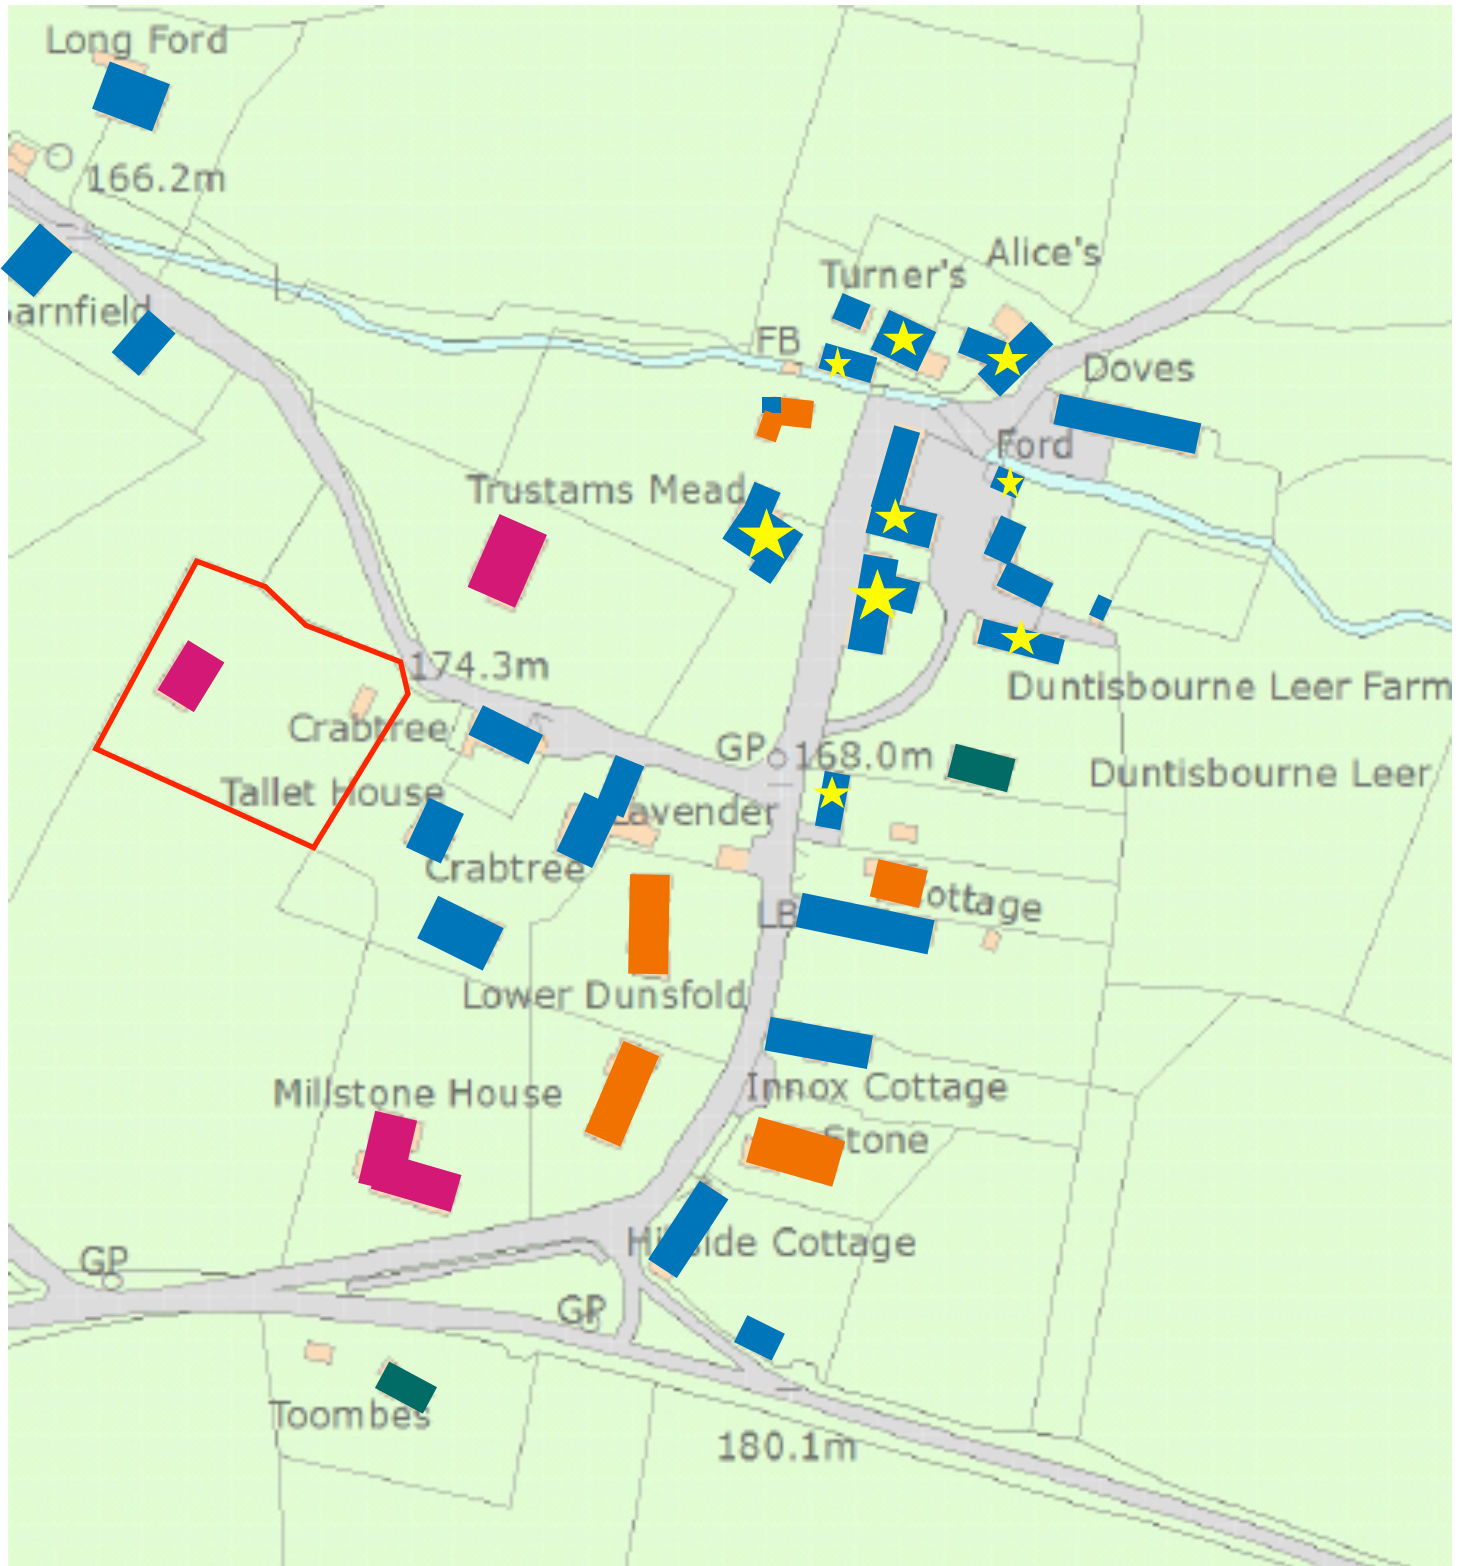 Long Ford
166.2m
Alice's
Turner's
arnfield
FB
Doves
Ford
Trustams Mead
174.3m
Duntisbourne Leer Farm
Crabtree
GP
168.0m
Duntisbourne Leer
Tallet House
Lavender
Crabtree
ottage
LB
Lower Dunsfold
Millstone House
Innox Cottage
Stone
Hillside Cottage
GP
GP
Toombes
180.1m